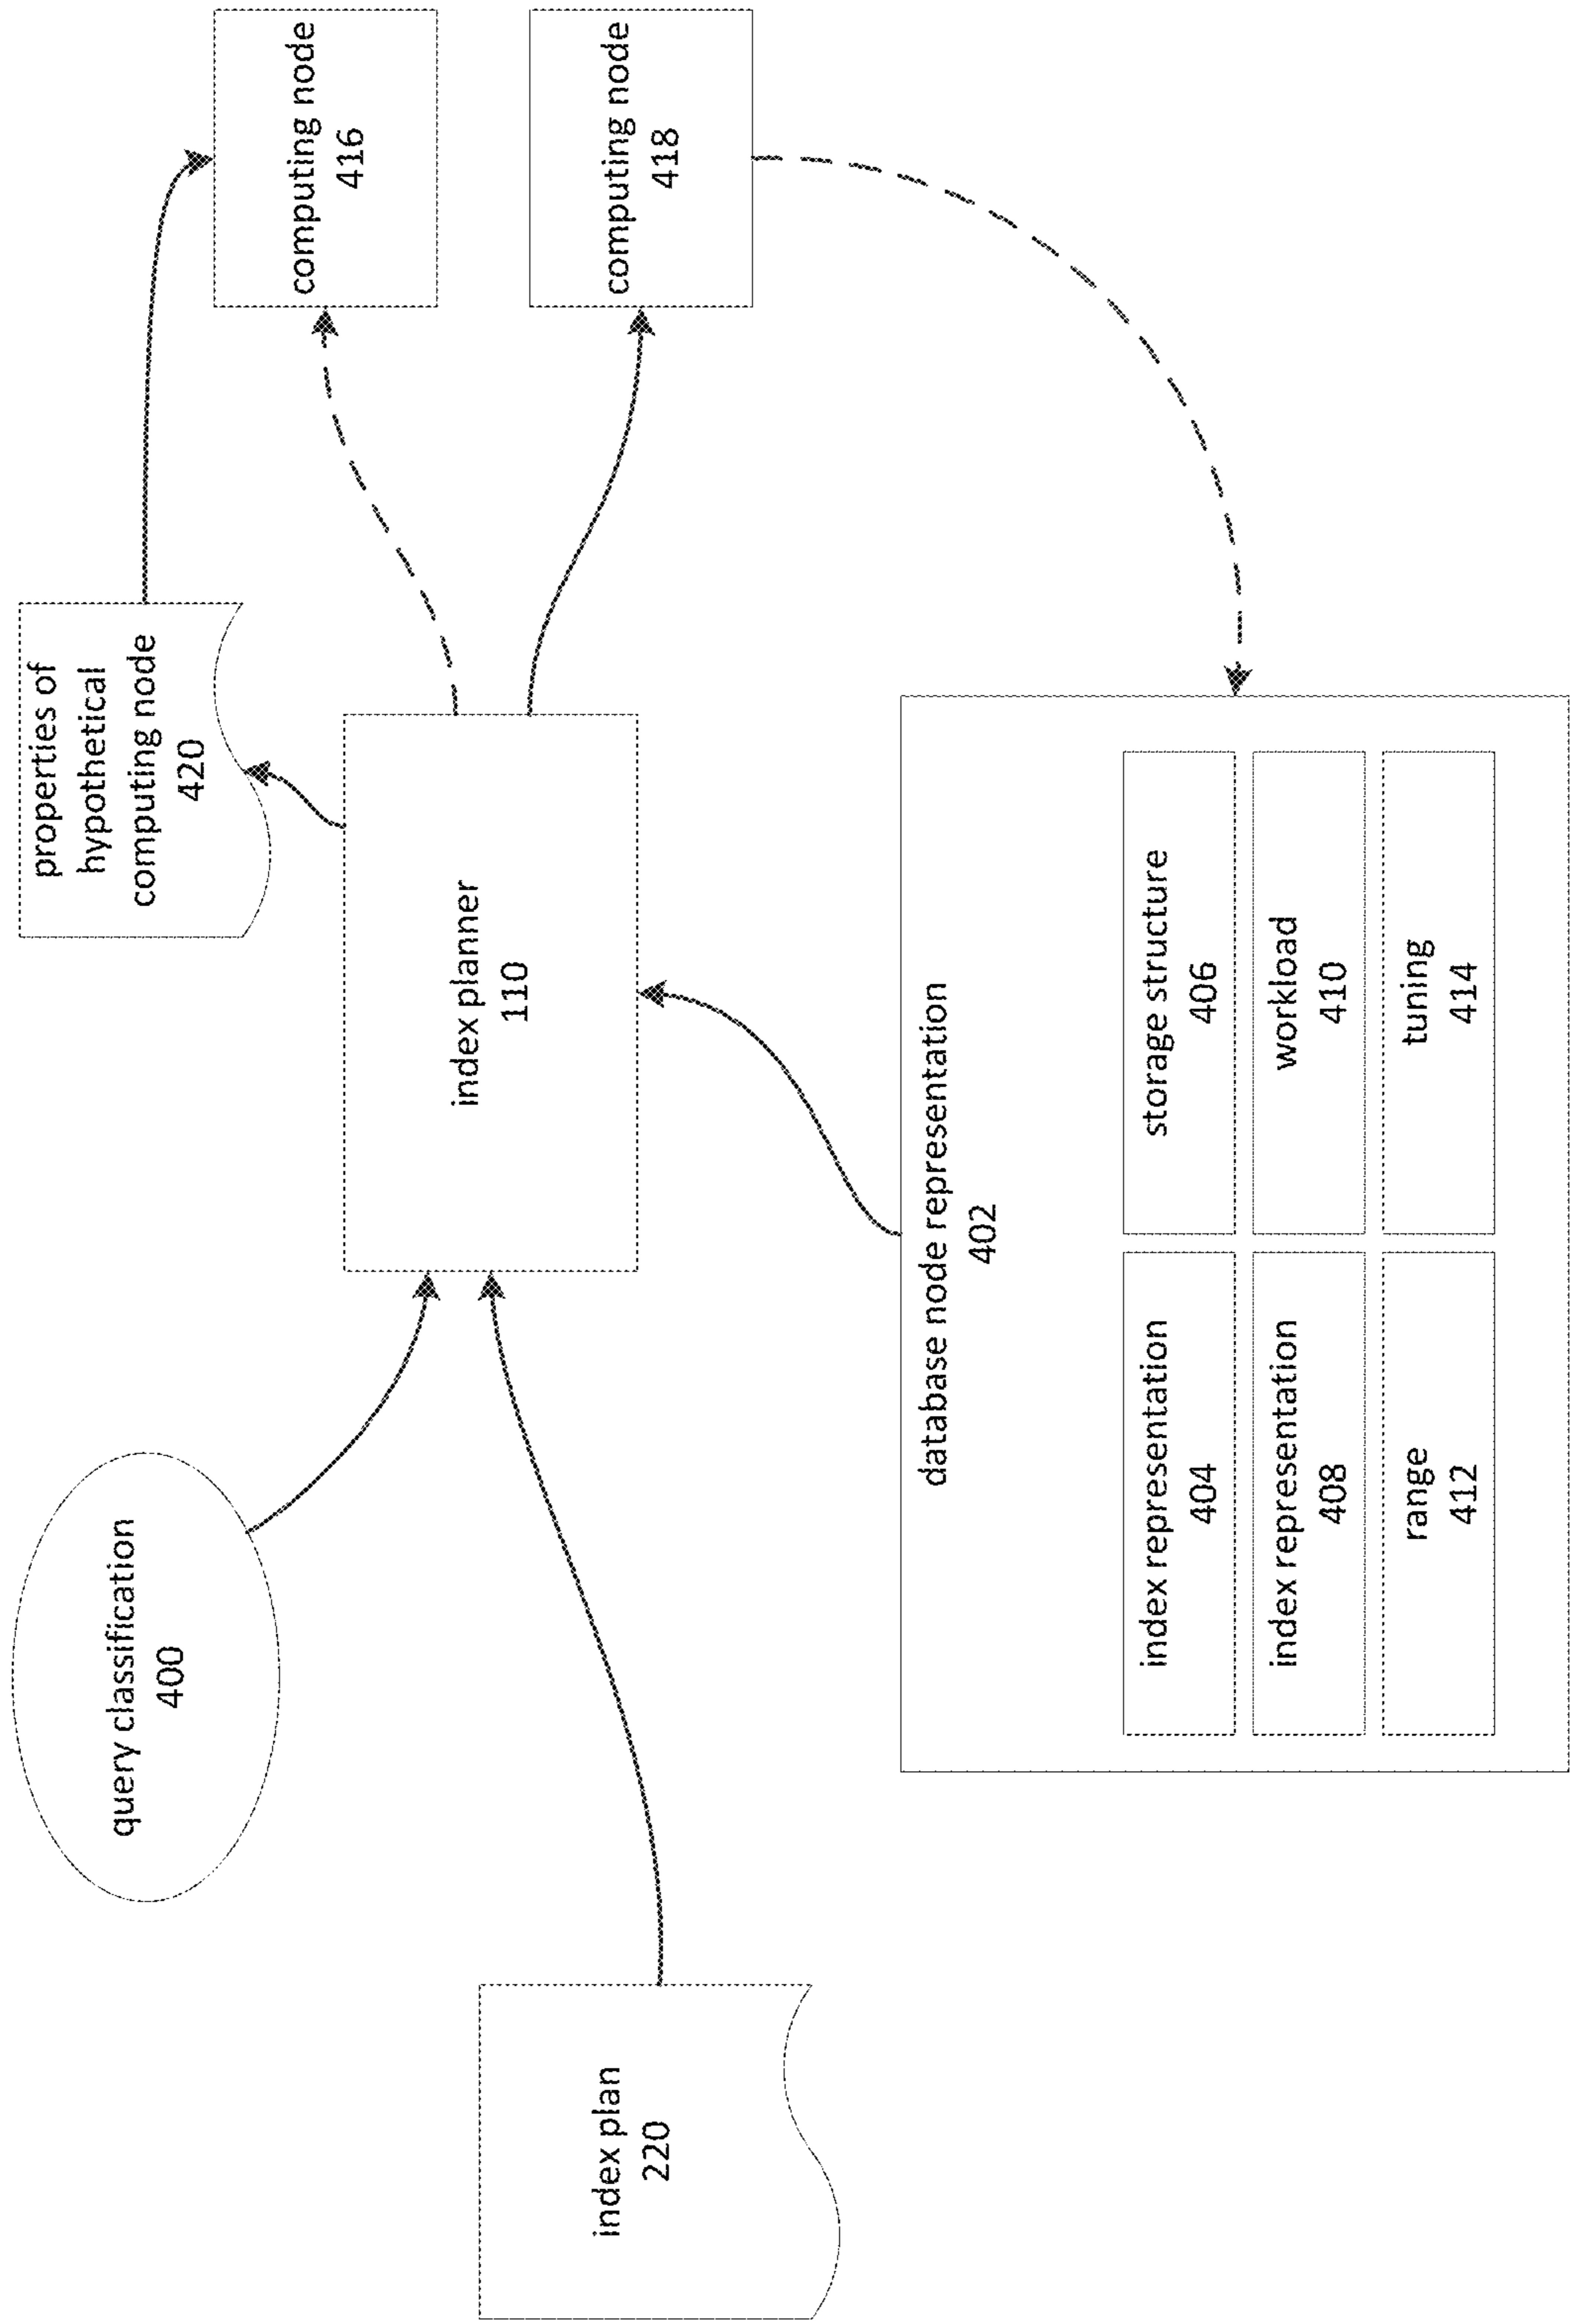 query classification
400
index plan
220
index planner
110
properties of
hypothetical
computing node
420
computing node
416
computing node
418
database node representation
402
index representation
404
storage structure
406
index representation
408
workload
410
range
412
tuning
414